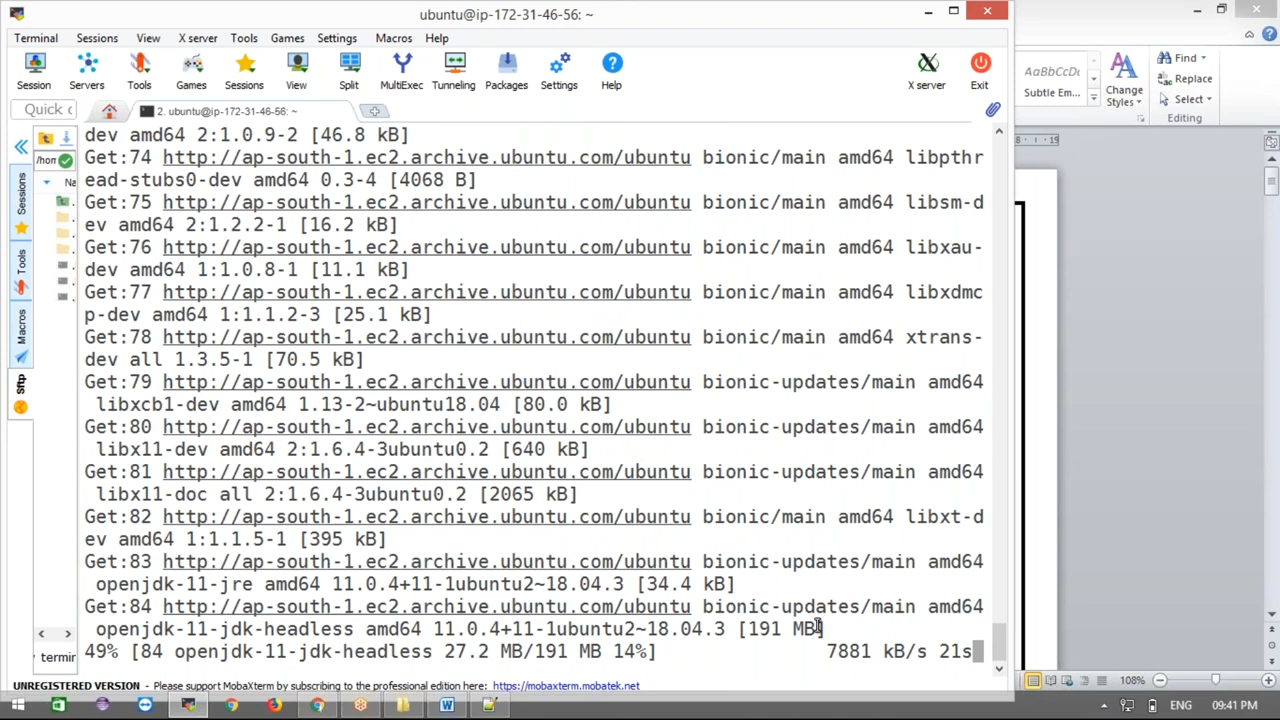 ubuntu@ip-172-31-46-56: ~
Terminal Sessions View X server Tools Games Settings Macros Help
Session Servers Tools Games Sessions View Split MultiExec Tunneling Packages Settings Help X server Exit
Quick c
2. ubuntu@ip-172-31-46-56: ~
/hon
Na
Sessions
Tools
Macros
Sftp
dev amd64 2:1.0.9-2 [46.8 kB]
Get:74 http://ap-south-1.ec2.archive.ubuntu.com/ubuntu bionic/main amd64 libpthr
ead-stubs0-dev amd64 0.3-4 [4068 B]
Get:75 http://ap-south-1.ec2.archive.ubuntu.com/ubuntu bionic/main amd64 libsm-d
ev amd64 2:1.2.2-1 [16.2 kB]
Get:76 http://ap-south-1.ec2.archive.ubuntu.com/ubuntu bionic/main amd64 libxau-
dev amd64 1:1.0.8-1 [11.1 kB]
Get:77 http://ap-south-1.ec2.archive.ubuntu.com/ubuntu bionic/main amd64 libxdmc
p-dev amd64 1:1.1.2-3 [25.1 kB]
Get:78 http://ap-south-1.ec2.archive.ubuntu.com/ubuntu bionic/main amd64 xtrans-
dev all 1.3.5-1 [70.5 kB]
Get:79 http://ap-south-1.ec2.archive.ubuntu.com/ubuntu bionic-updates/main amd64
libxcb1-dev amd64 1.13-2~ubuntu18.04 [80.0 kB]
Get:80 http://ap-south-1.ec2.archive.ubuntu.com/ubuntu bionic-updates/main amd64
libx11-dev amd64 2:1.6.4-3ubuntu0.2 [640 kB]
Get:81 http://ap-south-1.ec2.archive.ubuntu.com/ubuntu bionic-updates/main amd64
libx11-doc all 2:1.6.4-3ubuntu0.2 [2065 kB]
Get:82 http://ap-south-1.ec2.archive.ubuntu.com/ubuntu bionic/main amd64 libxt-d
ev amd64 1:1.1.5-1 [395 kB]
Get:83 http://ap-south-1.ec2.archive.ubuntu.com/ubuntu bionic-updates/main amd64
openjdk-11-jre amd64 11.0.4+11-1ubuntu2~18.04.3 [34.4 kB]
Get:84 http://ap-south-1.ec2.archive.ubuntu.com/ubuntu bionic-updates/main amd64
openjdk-11-jdk-headless amd64 11.0.4+11-1ubuntu2~18.04.3 [191 MB]
49% [84 openjdk-11-jdk-headless 27.2 MB/191 MB 14%] 7881 kB/s 21s
termir
UNREGISTERED VERSION - Please support MobaXterm by subscribing to the professional edition here: https://mobaxterm.mobatek.net
AaBbCcDı
Subtle Em...
Change
Styles
Find
Replace
Select
Editing
18 19
108%
ENG 09:41 PM